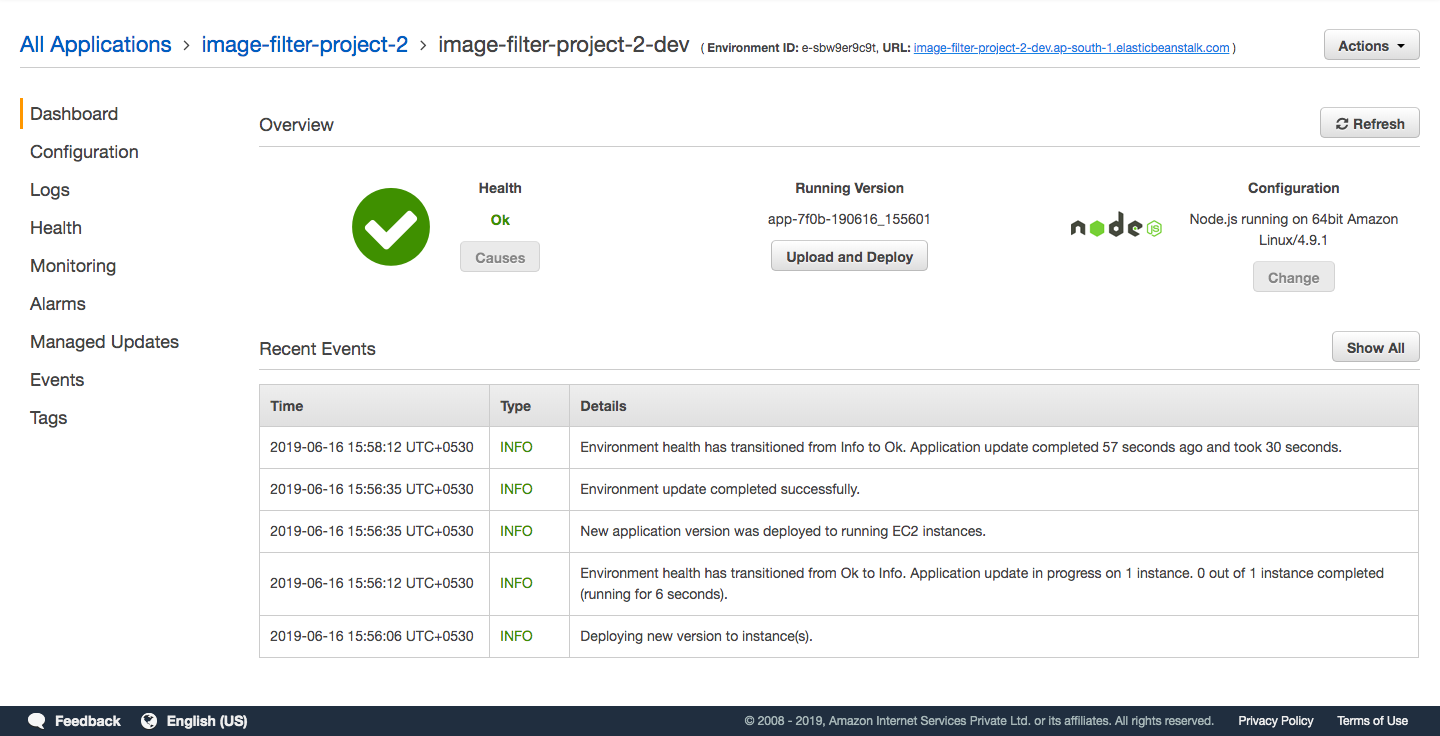 All Applications › image-filter-project-2 › image-filter-project-2-dev ( Environment ID: e-sbw9er9c9t, URL: image-filter-project-2-dev.ap-south-1.elasticbeanstalk.com ) Actions
Dashboard
Configuration
Logs
Health
Monitoring
Alarms
Managed Updates
Events
Tags
Overview Refresh
Health
Ok
Causes
Running Version
app-7f0b-190616_155601
Upload and Deploy
node JS
Configuration
Node.js running on 64bit Amazon
Linux/4.9.1
Change
Recent Events Show All
Time Type Details
2019-06-16 15:58:12 UTC+0530 INFO Environment health has transitioned from Info to Ok. Application update completed 57 seconds ago and took 30 seconds.
2019-06-16 15:56:35 UTC+0530 INFO Environment update completed successfully.
2019-06-16 15:56:35 UTC+0530 INFO New application version was deployed to running EC2 instances.
2019-06-16 15:56:12 UTC+0530 INFO Environment health has transitioned from Ok to Info. Application update in progress on 1 instance. 0 out of 1 instance completed
(running for 6 seconds).
2019-06-16 15:56:06 UTC+0530 INFO Deploying new version to instance(s).
Feedback English (US) © 2008 - 2019, Amazon Internet Services Private Ltd. or its affiliates. All rights reserved. Privacy Policy Terms of Use